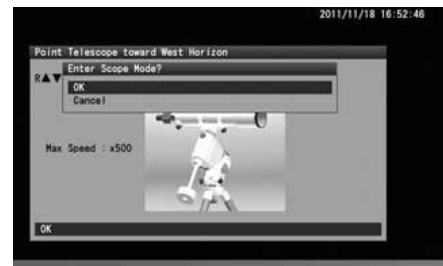 2011/11/18 16:52:46
Point Telescope toward West Horizon
Enter Scope Mode?
R▲▼
OK
Cancel
Max Speed : x500
OK